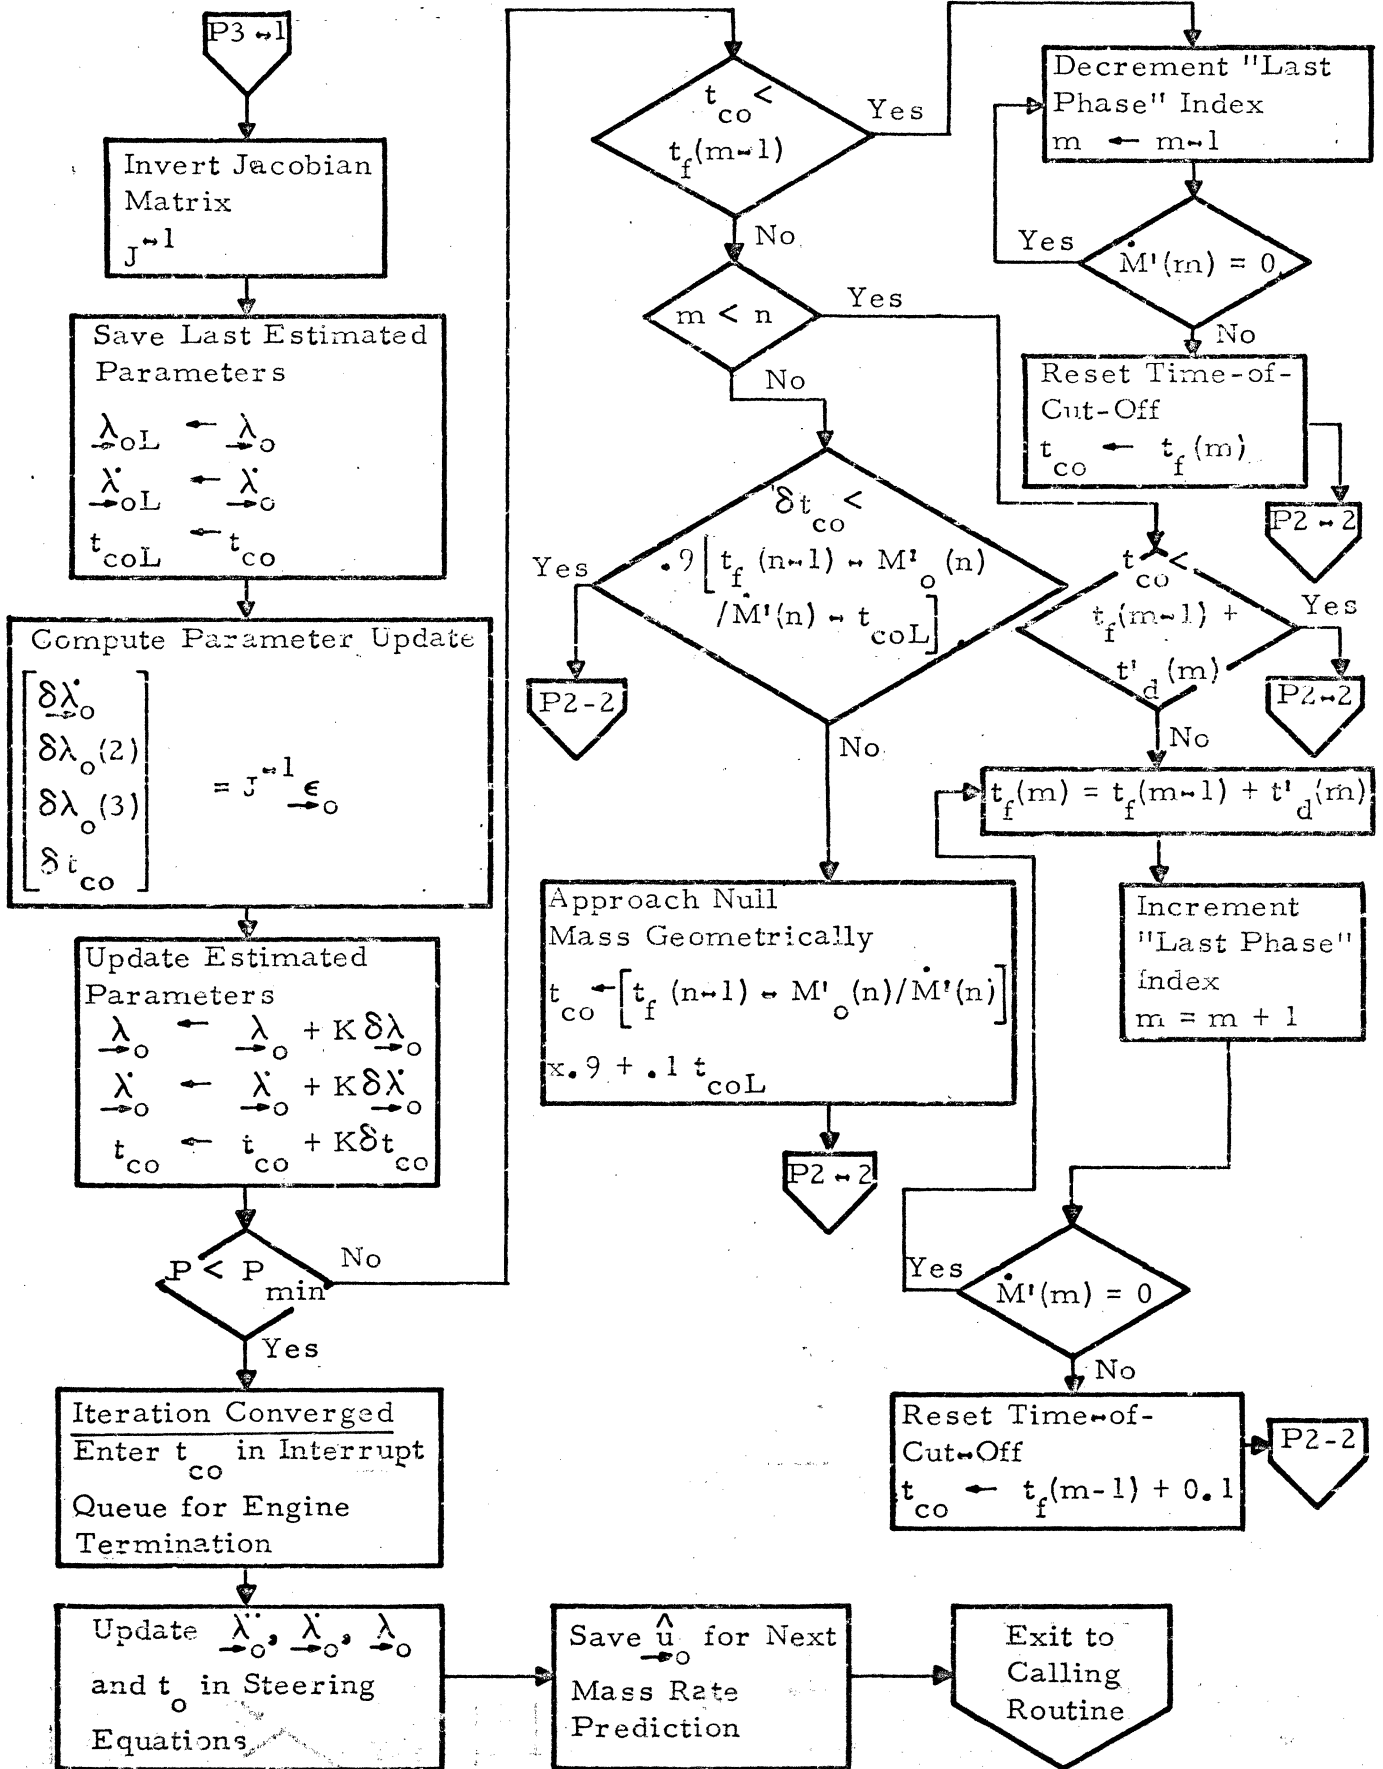 P3-1
Invert Jacobian
Matrix
J⁻¹
Save Last Estimated
Parameters
λ_oL ← λ_o
λ̇_oL ← λ̇_o
t_coL ← t_co
Compute Parameter Update
δλ̇_o
δλ_o(2)
δλ_o(3)
δt_co
= J⁻¹ ε_o
Update Estimated
Parameters
λ_o ← λ_o + Kδλ_o
λ̇_o ← λ̇_o + Kδλ̇_o
t_co ← t_co + Kδt_co
P < P_min
No
Yes
Iteration Converged
Enter t_co in Interrupt
Queue for Engine
Termination
Update λ̈_o, λ̇_o, λ_o
and t_o in Steering
Equations
Save û_o for Next
Mass Rate
Prediction
Exit to
Calling
Routine
t_co <
t_f(m-1)
Yes
No
m < n
Yes
No
δt_co <
.9[t_f(n-1) - M'_o(n)
/Ṁ'(n) - t_coL]
Yes
P2-2
No
Approach Null
Mass Geometrically
t_co ← [t_f(n-1) - M'_o(n)/Ṁ'(n)]
x.9 + .1 t_coL
P2-2
Decrement "Last
Phase" Index
m ← m-1
Yes
Ṁ'(m) = 0
No
Reset Time-of-
Cut-Off
t_co ← t_f(m)
P2-2
t_co <
t_f(m-1) +
t'_d(m)
Yes
P2-2
No
t_f(m) = t_f(m-1) + t'_d(m)
Increment
"Last Phase"
Index
m = m + 1
Yes
Ṁ'(m) = 0
No
Reset Time-of-
Cut-Off
t_co ← t_f(m-1) + 0.1
P2-2